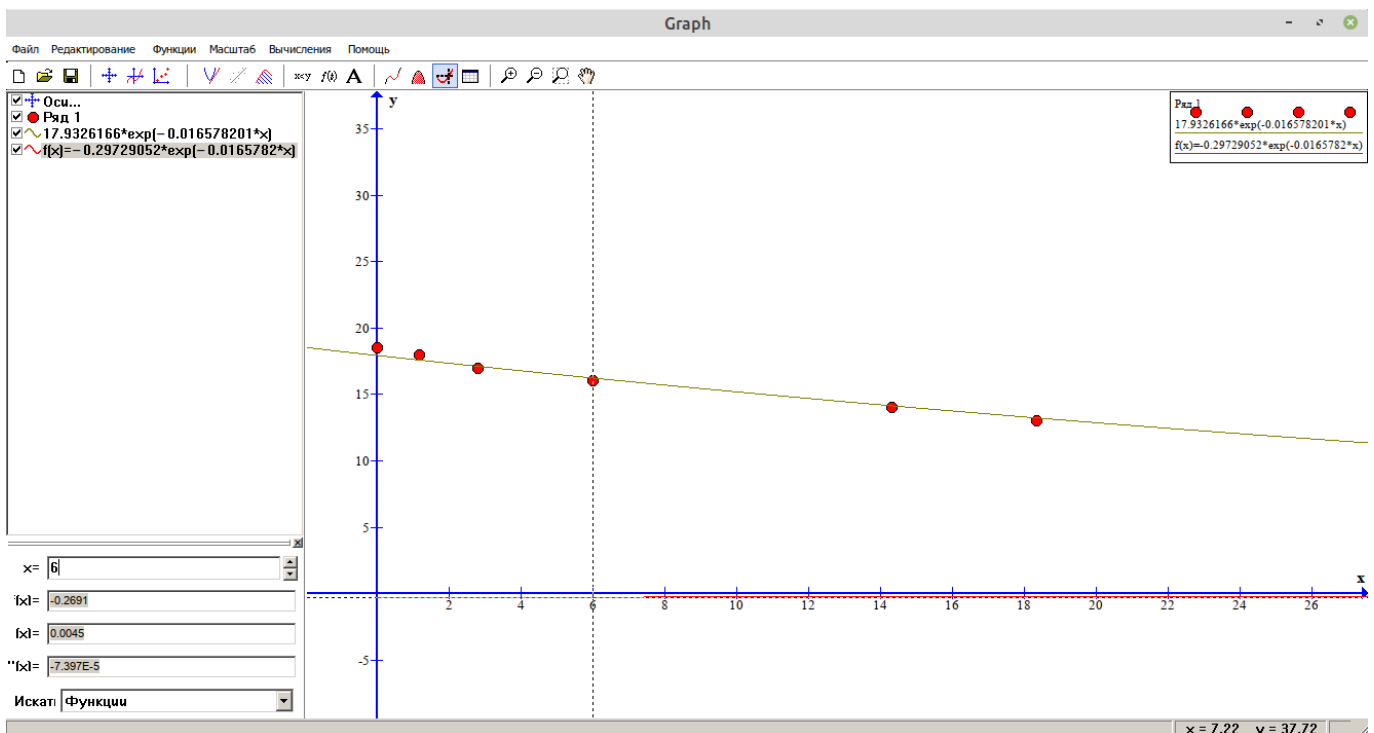 Graph
Файл Редактирование Функции Масштаб Вычисления Помощь
Оси...
Ряд 1
17.9326166*exp(-0.016578201*x)
f(x)=-0.29729052*exp(-0.0165782*x)
y
35
30
25
20
15
10
5
-5
2 4 6 8 10 12 14 16 18 20 22 24 26
x
Ряд 1
17.9326166*exp(-0.016578201*x)
f(x)=-0.29729052*exp(-0.0165782*x)
x= 6
f(x)= -0.2691
f(x)= 0.0045
''f(x)= -7.397E-5
Искат Функции
x = 7.22 y = 37.72